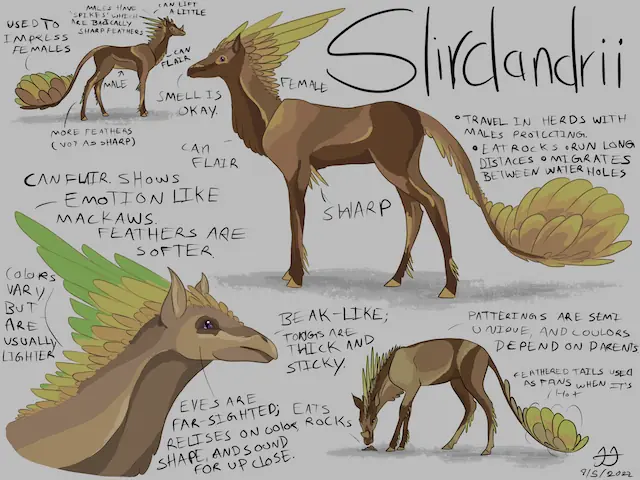 Slirdandrii
MALES HAVE
"SPIKES" WHICH
ARE BASICALLY
SHARP FEATHERS
CAN LIFT
A LITTLE
USED TO
IMPRESS
FEMALES
CAN
FLAIR
MALE
SMELL IS
OKAY.
FEMALE
MORE FEATHERS
(NOT AS SHARP)
CAN
FLAIR
SHARP
•TRAVEL IN HERDS WITH
MALES PROTECTING.
•EAT ROCKS •RUN LONG
DISTACES •MIGRATES
BETWEEN WATER HOLES
CAN FLAIR. SHOWS
EMOTION LIKE
MACKAWS.
FEATHERS ARE
SOFTER.
COLORS
VARY
BUT
ARE
USUALLY
LIGHTER
BEAK-LIKE;
TONGUES ARE
THICK AND
STICKY.
EYES ARE
FAR-SIGHTED;
RELISES ON COLOR,
SHAPE, AND SOUND
FOR UP CLOSE.
EATS
ROCKS
PATTERINGS ARE SEMI
UNIQUE, AND COULORS
DEPEND ON PARENTS
FEATHERED TAILS USED
AS FANS WHEN IT'S
HOT
9/5/2022